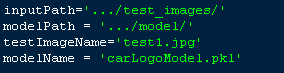 inputPath='.../test_images/'
modelPath = '.../model/'
testImageName='test1.jpg'
modelName = 'carLogoModel.pkl'